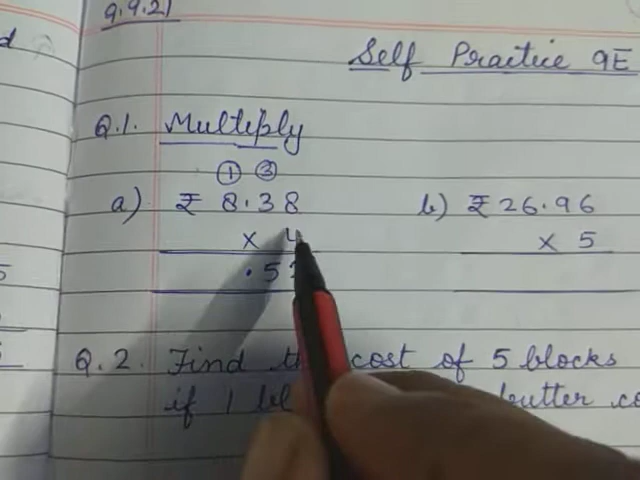 9.9.21
Self Practice 9E
Q.1. Multiply
① ③
a) ₹ 8.38 b) ₹ 26.96
x 4 x 5
.5
Q.2. Find cost of 5 blocks
if 1 butter